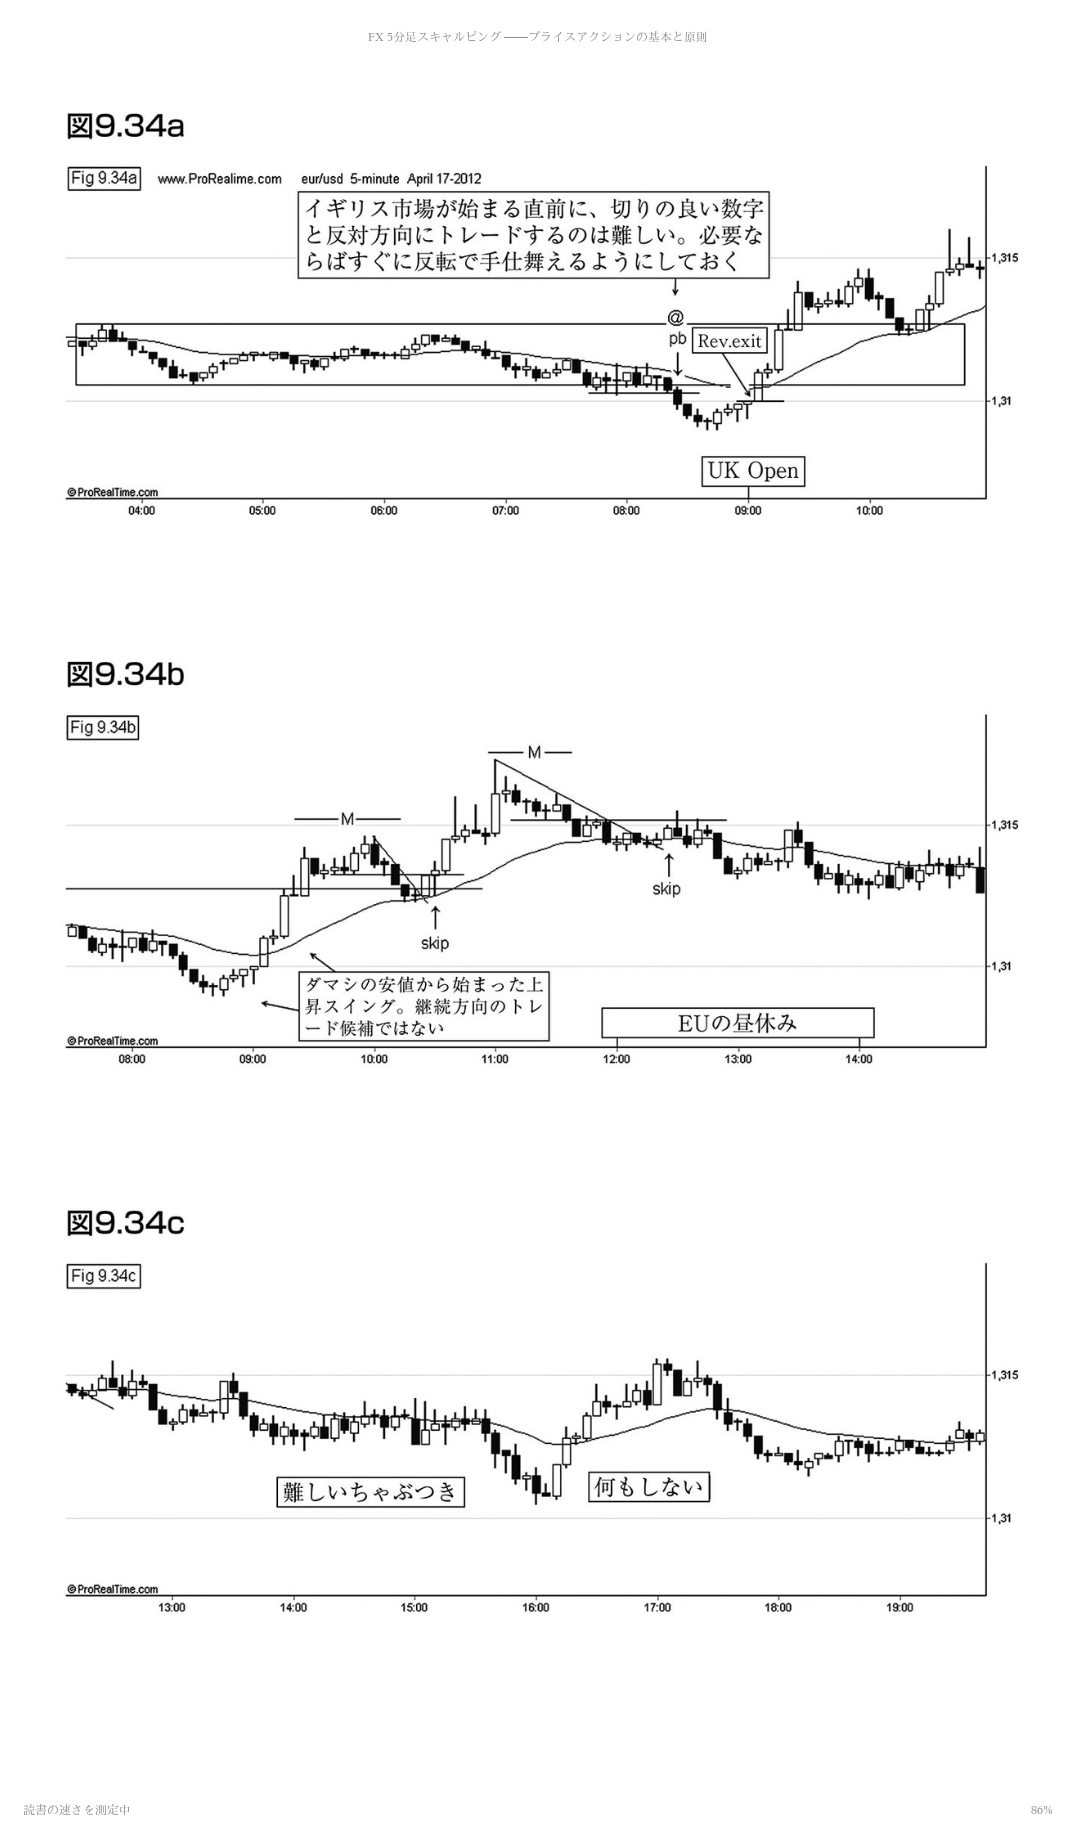 FX 5分足スキャルピング ――プライスアクションの基本と原則
図9.34a
Fig 9.34a www.ProRealime.com eur/usd 5-minute April 17-2012
イギリス市場が始まる直前に、切りの良い数字
と反対方向にトレードするのは難しい。必要な
らばすぐに反転で手仕舞えるようにしておく
1,315
@
pb
Rev.exit
1,31
UK Open
©ProRealTime.com
04:00 05:00 06:00 07:00 08:00 09:00 10:00
図9.34b
Fig 9.34b
M
M
1,315
skip
skip
1,31
ダマシの安値から始まった上
昇スイング。継続方向のトレ
ード候補ではない
EUの昼休み
©ProRealTime.com
08:00 09:00 10:00 11:00 12:00 13:00 14:00
図9.34c
Fig 9.34c
1,315
難しいちゃぶつき
何もしない
1,31
©ProRealTime.com
13:00 14:00 15:00 16:00 17:00 18:00 19:00
読書の速さを測定中
86%